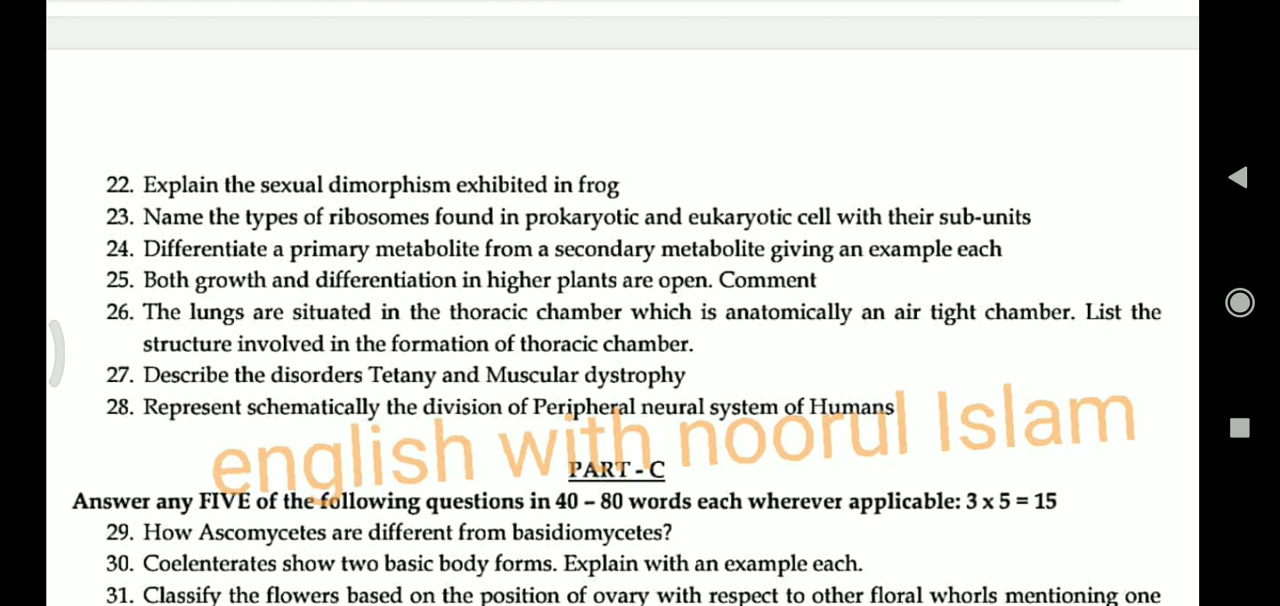 22. Explain the sexual dimorphism exhibited in frog
23. Name the types of ribosomes found in prokaryotic and eukaryotic cell with their sub-units
24. Differentiate a primary metabolite from a secondary metabolite giving an example each
25. Both growth and differentiation in higher plants are open. Comment
26. The lungs are situated in the thoracic chamber which is anatomically an air tight chamber. List the
structure involved in the formation of thoracic chamber.
27. Describe the disorders Tetany and Muscular dystrophy
28. Represent schematically the division of Peripheral neural system of Humans
english with noorul Islam
PART - C
Answer any FIVE of the following questions in 40 – 80 words each wherever applicable: 3 x 5 = 15
29. How Ascomycetes are different from basidiomycetes?
30. Coelenterates show two basic body forms. Explain with an example each.
31. Classify the flowers based on the position of ovary with respect to other floral whorls mentioning one